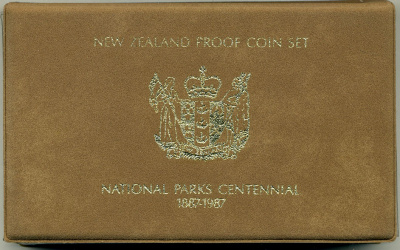 NEW ZEALAND PROOF COIN SET
NATIONAL PARKS CENTENNIAL
1887-1987